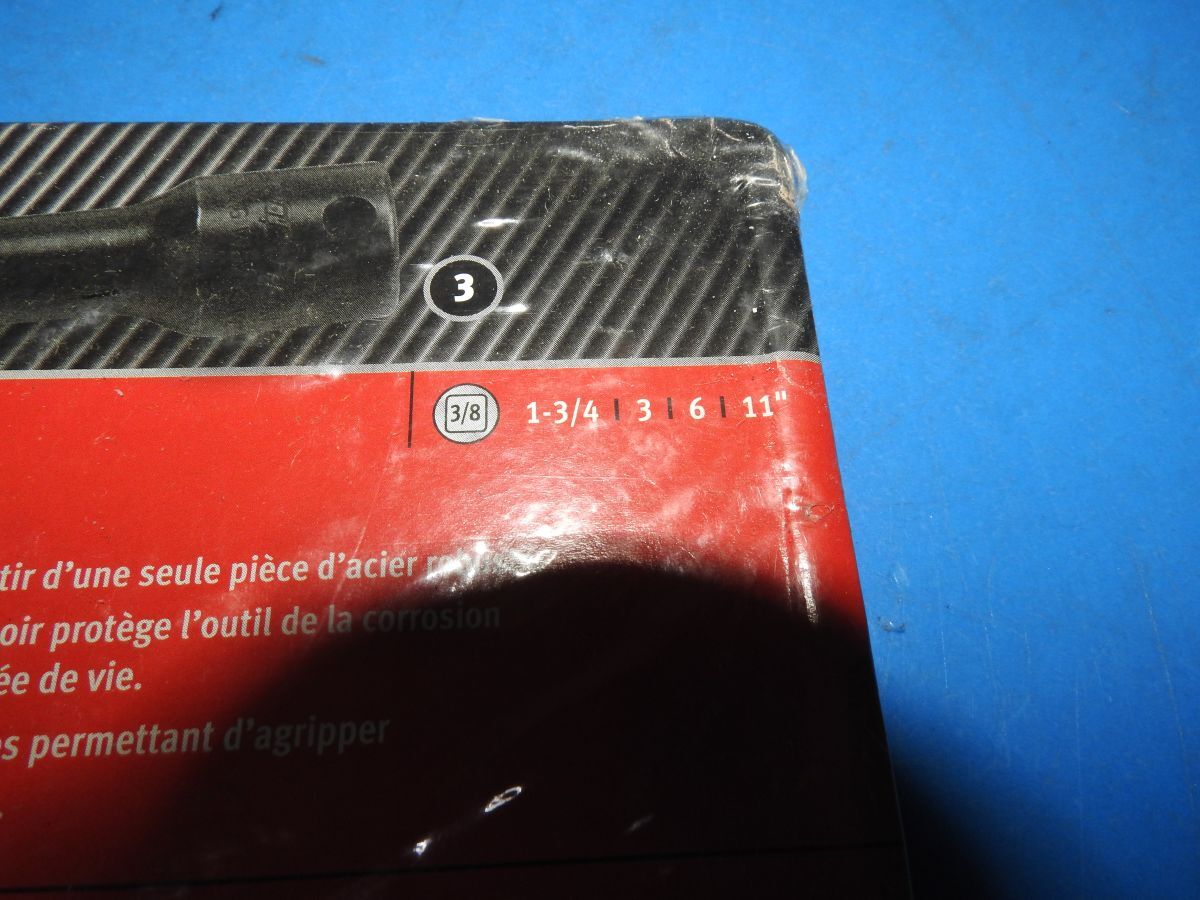 3
3/8 1-3/4 | 3 | 6 | 11"
tir d'une seule pièce d'acier
oir protège l'outil de la corrosion
ée de vie.
s permettant d'agripper